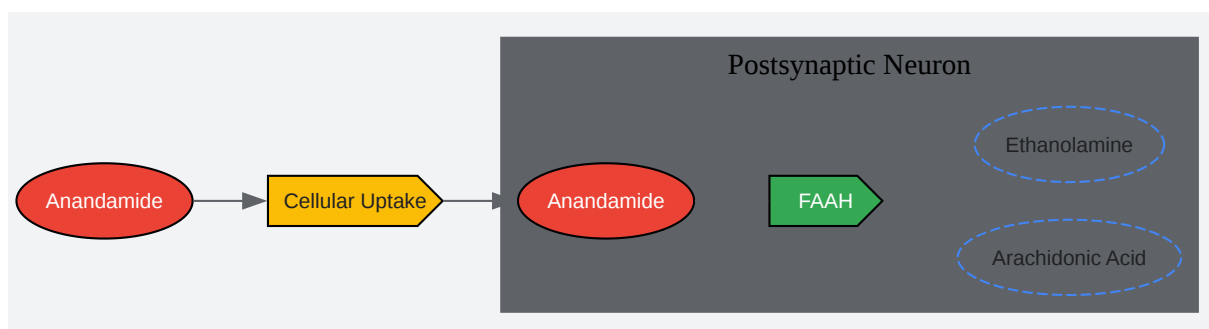 Postsynaptic Neuron
Anandamide
Cellular Uptake
Anandamide
FAAH
Ethanolamine
Arachidonic Acid